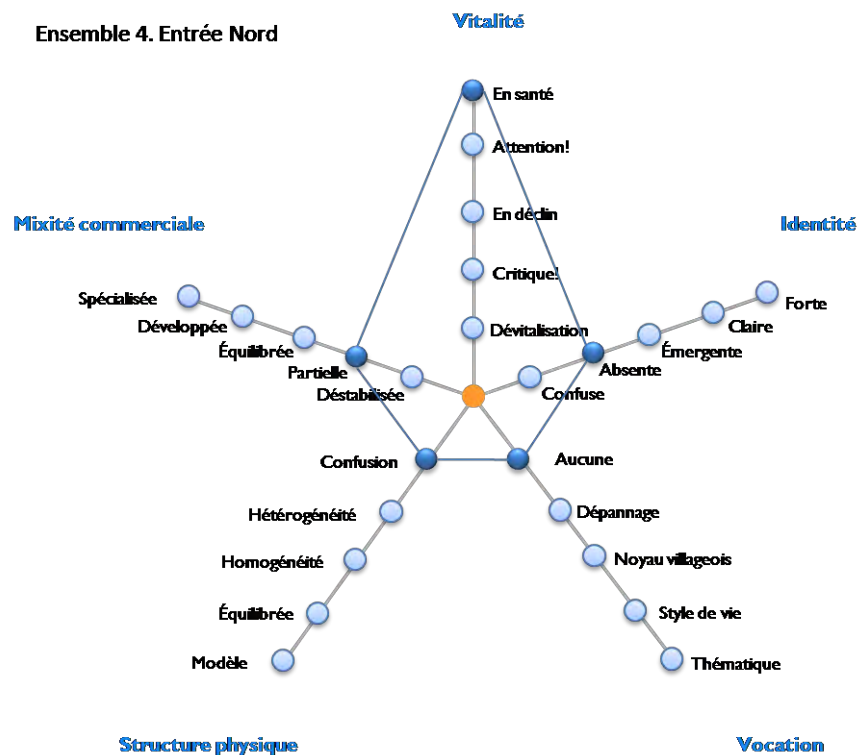 Vitalité
Ensemble 4. Entrée Nord
En santé
Attention!
En déclin
Mixité commerciale
Identité
Critique!
Spécialisée
Forte
Développée
Claire
Dévitalisation
Équilibrée
Émergente
Partielle
Absente
Déstabilisée
Confuse
Confusion
Aucune
Hétérogénéité
Dépannage
Homogénéité
Noyau villageois
Équilibrée
Style de vie
Modèle
Thématique
Structure physique
Vocation